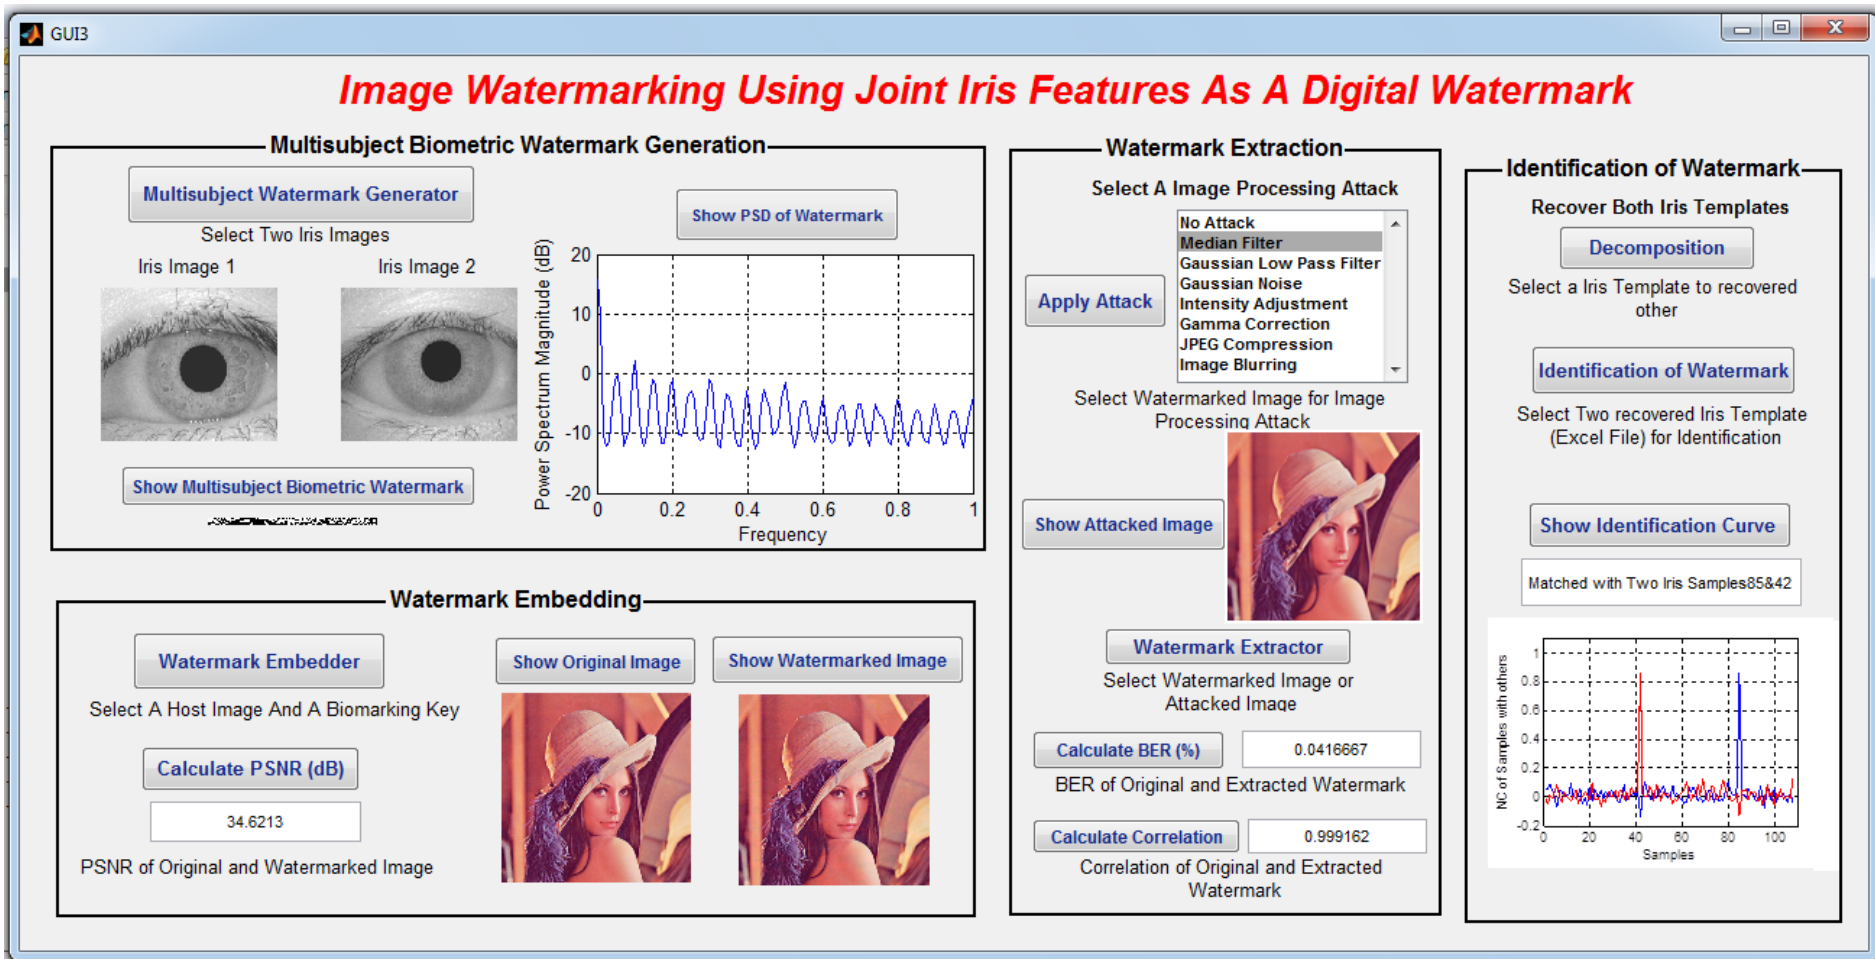 GUI3
Image Watermarking Using Joint Iris Features As A Digital Watermark
Multisubject Biometric Watermark Generation
Multisubject Watermark Generator
Select Two Iris Images
Iris Image 1
Iris Image 2
Show Multisubject Biometric Watermark
Show PSD of Watermark
Power Spectrum Magnitude (dB)
20
10
0
-10
-20
0 0.2 0.4 0.6 0.8 1
Frequency
Watermark Embedding
Watermark Embedder
Select A Host Image And A Biomarking Key
Calculate PSNR (dB)
34.6213
PSNR of Original and Watermarked Image
Show Original Image
Show Watermarked Image
Watermark Extraction
Select A Image Processing Attack
Apply Attack
No Attack
Median Filter
Gaussian Low Pass Filter
Gaussian Noise
Intensity Adjustment
Gamma Correction
JPEG Compression
Image Blurring
Select Watermarked Image for Image
Processing Attack
Show Attacked Image
Watermark Extractor
Select Watermarked Image or
Attacked Image
Calculate BER (%)
0.0416667
BER of Original and Extracted Watermark
Calculate Correlation
0.999162
Correlation of Original and Extracted
Watermark
Identification of Watermark
Recover Both Iris Templates
Decomposition
Select a Iris Template to recovered
other
Identification of Watermark
Select Two recovered Iris Template
(Excel File) for Identification
Show Identification Curve
Matched with Two Iris Samples85&42
NC of Samples with others
1
0.8
0.6
0.4
0.2
0
-0.2
0 20 40 60 80 100
Samples